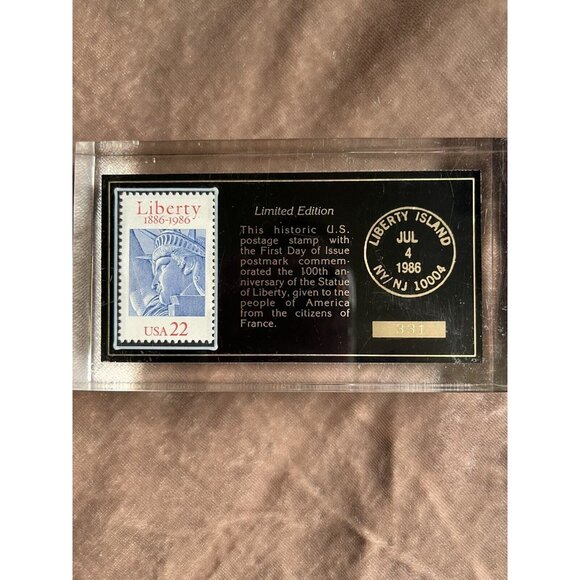 Liberty
1886-1986
USA 22
Limited Edition
This historic U.S.
postage stamp with
the First Day of Issue
postmark commem-
orated the 100th an-
niversary of the Statue
of Liberty, given to the
people of America
from the citizens of
France.
LIBERTY ISLAND
JUL
4
1986
NY/NJ 10004
331